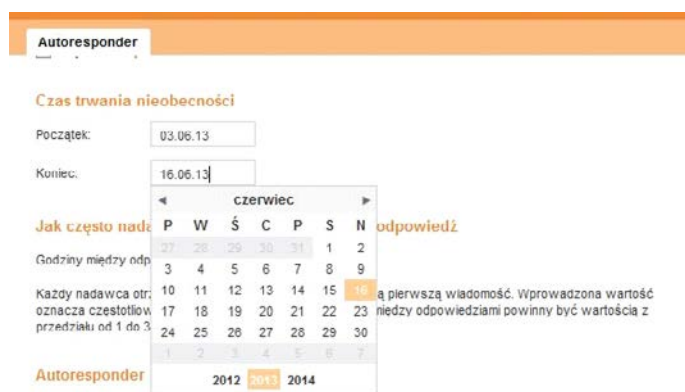 Autoresponder
Czas trwania nieobecności
Początek: 03.06.13
Koniec: 16.06.13
◄ czerwiec ►
P W Ś C P S N
27 28 29 30 31 1 2
3 4 5 6 7 8 9
10 11 12 13 14 15 16
17 18 19 20 21 22 23
24 25 26 27 28 29 30
1 2 3 4 5 6 7
2012 2013 2014
Jak często nada odpowiedź
Godziny między odp
Każdy nadawca otrz ą pierwszą wiadomość. Wprowadzona wartość
oznacza częstotliow między odpowiedziami powinny być wartością z
przedziału od 1 do 3
Autoresponder